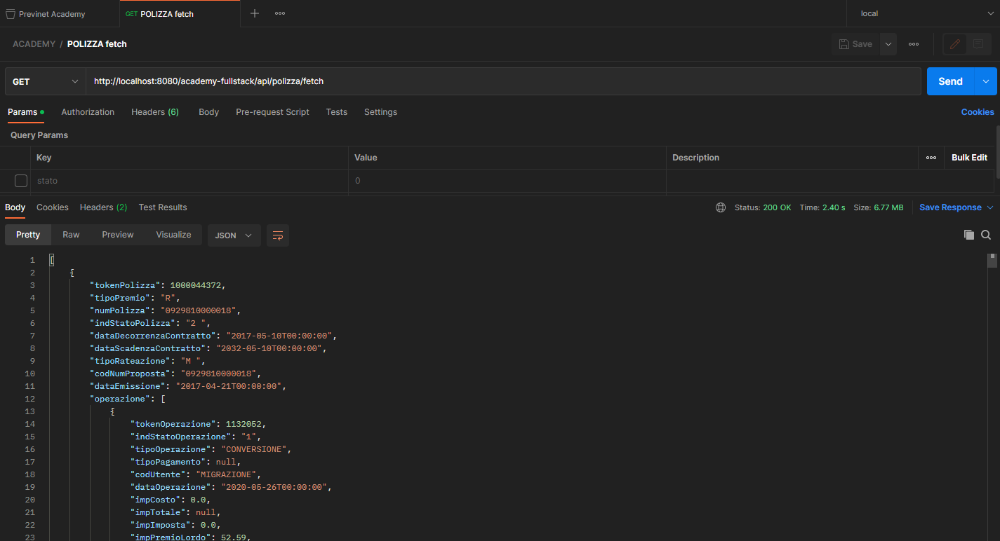 Previnet Academy
GET POLIZZA fetch
local
ACADEMY / POLIZZA fetch
Save
GET http://localhost:8080/academy-fullstack/api/polizza/fetch Send
Params Authorization Headers (6) Body Pre-request Script Tests Settings Cookies
Query Params
Key Value Description Bulk Edit
stato 0
Body Cookies Headers (2) Test Results Status: 200 OK Time: 2.40 s Size: 6.77 MB Save Response
Pretty Raw Preview Visualize JSON
1 [
2 {
3 "tokenPolizza": 1000044372,
4 "tipoPremio": "R",
5 "numPolizza": "0929810000018",
6 "indStatoPolizza": "2 ",
7 "dataDecorrenzaContratto": "2017-05-10T00:00:00",
8 "dataScadenzaContratto": "2032-05-10T00:00:00",
9 "tipoRateazione": "M ",
10 "codNumProposta": "0929810000018",
11 "dataEmissione": "2017-04-21T00:00:00",
12 "operazione": [
13 {
14 "tokenOperazione": 1132052,
15 "indStatoOperazione": "1",
16 "tipoOperazione": "CONVERSIONE",
17 "tipoPagamento": null,
18 "codUtente": "MIGRAZIONE",
19 "dataOperazione": "2020-05-26T00:00:00",
20 "impCosto": 0.0,
21 "impTotale": null,
22 "impImposta": 0.0,
23 "impPremioLordo": 52.59,